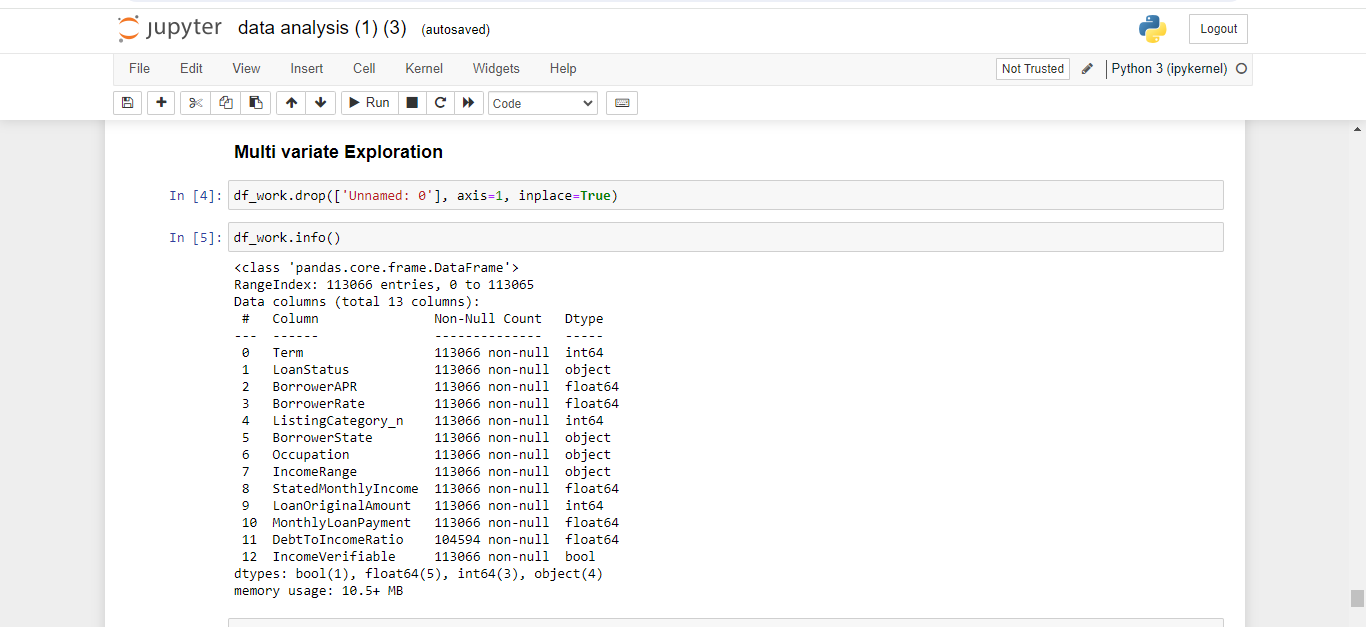 jupyter data analysis (1) (3) (autosaved) Logout
File Edit View Insert Cell Kernel Widgets Help Not Trusted Python 3 (ipykernel)
Run Code
Multi variate Exploration
In [4]: df_work.drop(['Unnamed: 0'], axis=1, inplace=True)
In [5]: df_work.info()
<class 'pandas.core.frame.DataFrame'>
RangeIndex: 113066 entries, 0 to 113065
Data columns (total 13 columns):
 #   Column               Non-Null Count   Dtype
---  ------               --------------   -----
 0   Term                 113066 non-null  int64
 1   LoanStatus           113066 non-null  object
 2   BorrowerAPR          113066 non-null  float64
 3   BorrowerRate         113066 non-null  float64
 4   ListingCategory_n    113066 non-null  int64
 5   BorrowerState        113066 non-null  object
 6   Occupation           113066 non-null  object
 7   IncomeRange          113066 non-null  object
 8   StatedMonthlyIncome  113066 non-null  float64
 9   LoanOriginalAmount   113066 non-null  int64
 10  MonthlyLoanPayment   113066 non-null  float64
 11  DebtToIncomeRatio    104594 non-null  float64
 12  IncomeVerifiable     113066 non-null  bool
dtypes: bool(1), float64(5), int64(3), object(4)
memory usage: 10.5+ MB